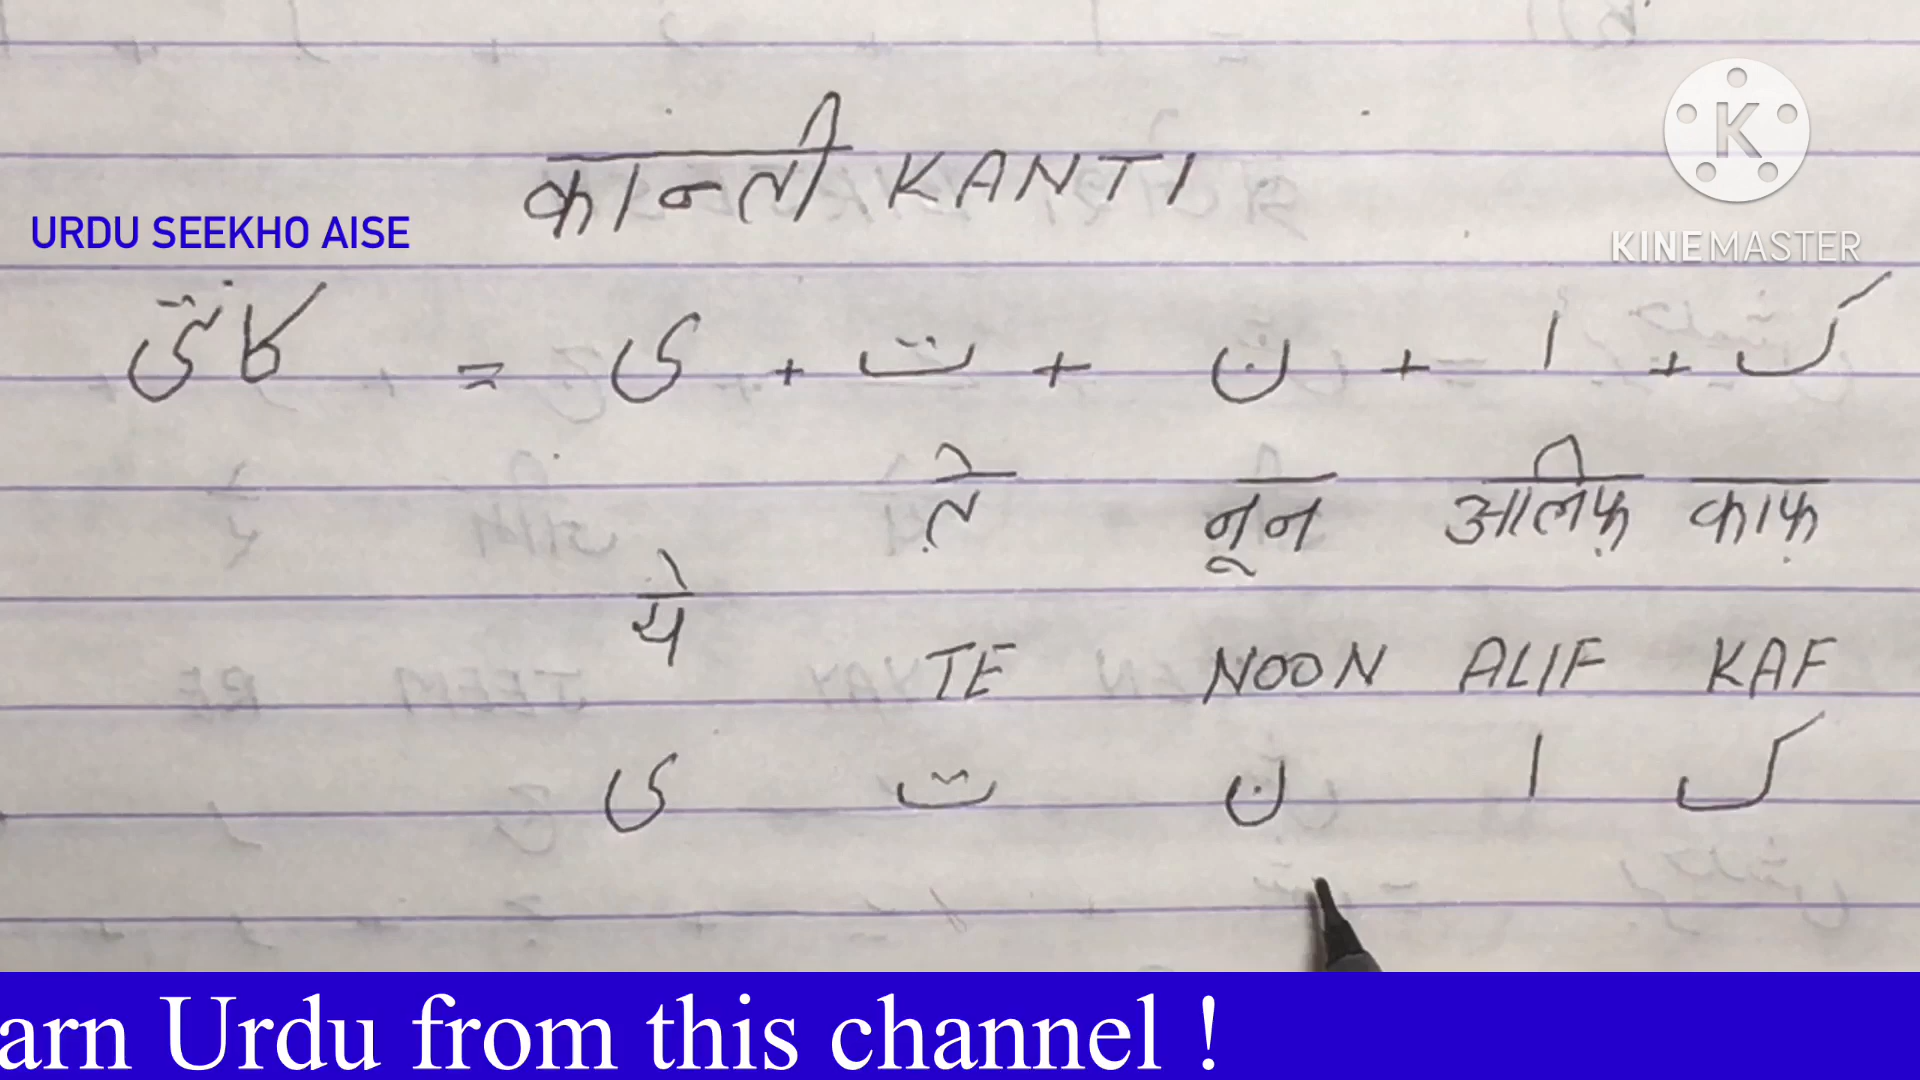 कान्ती KANTI
URDU SEEKHO AISE
KINEMASTER
ک + ا + ن + ت + ی = کانتی
काफ़ अलिफ़ नून ते
ये
KAF ALIF NOON TE
ک ا ن ت ی
arn Urdu from this channel !